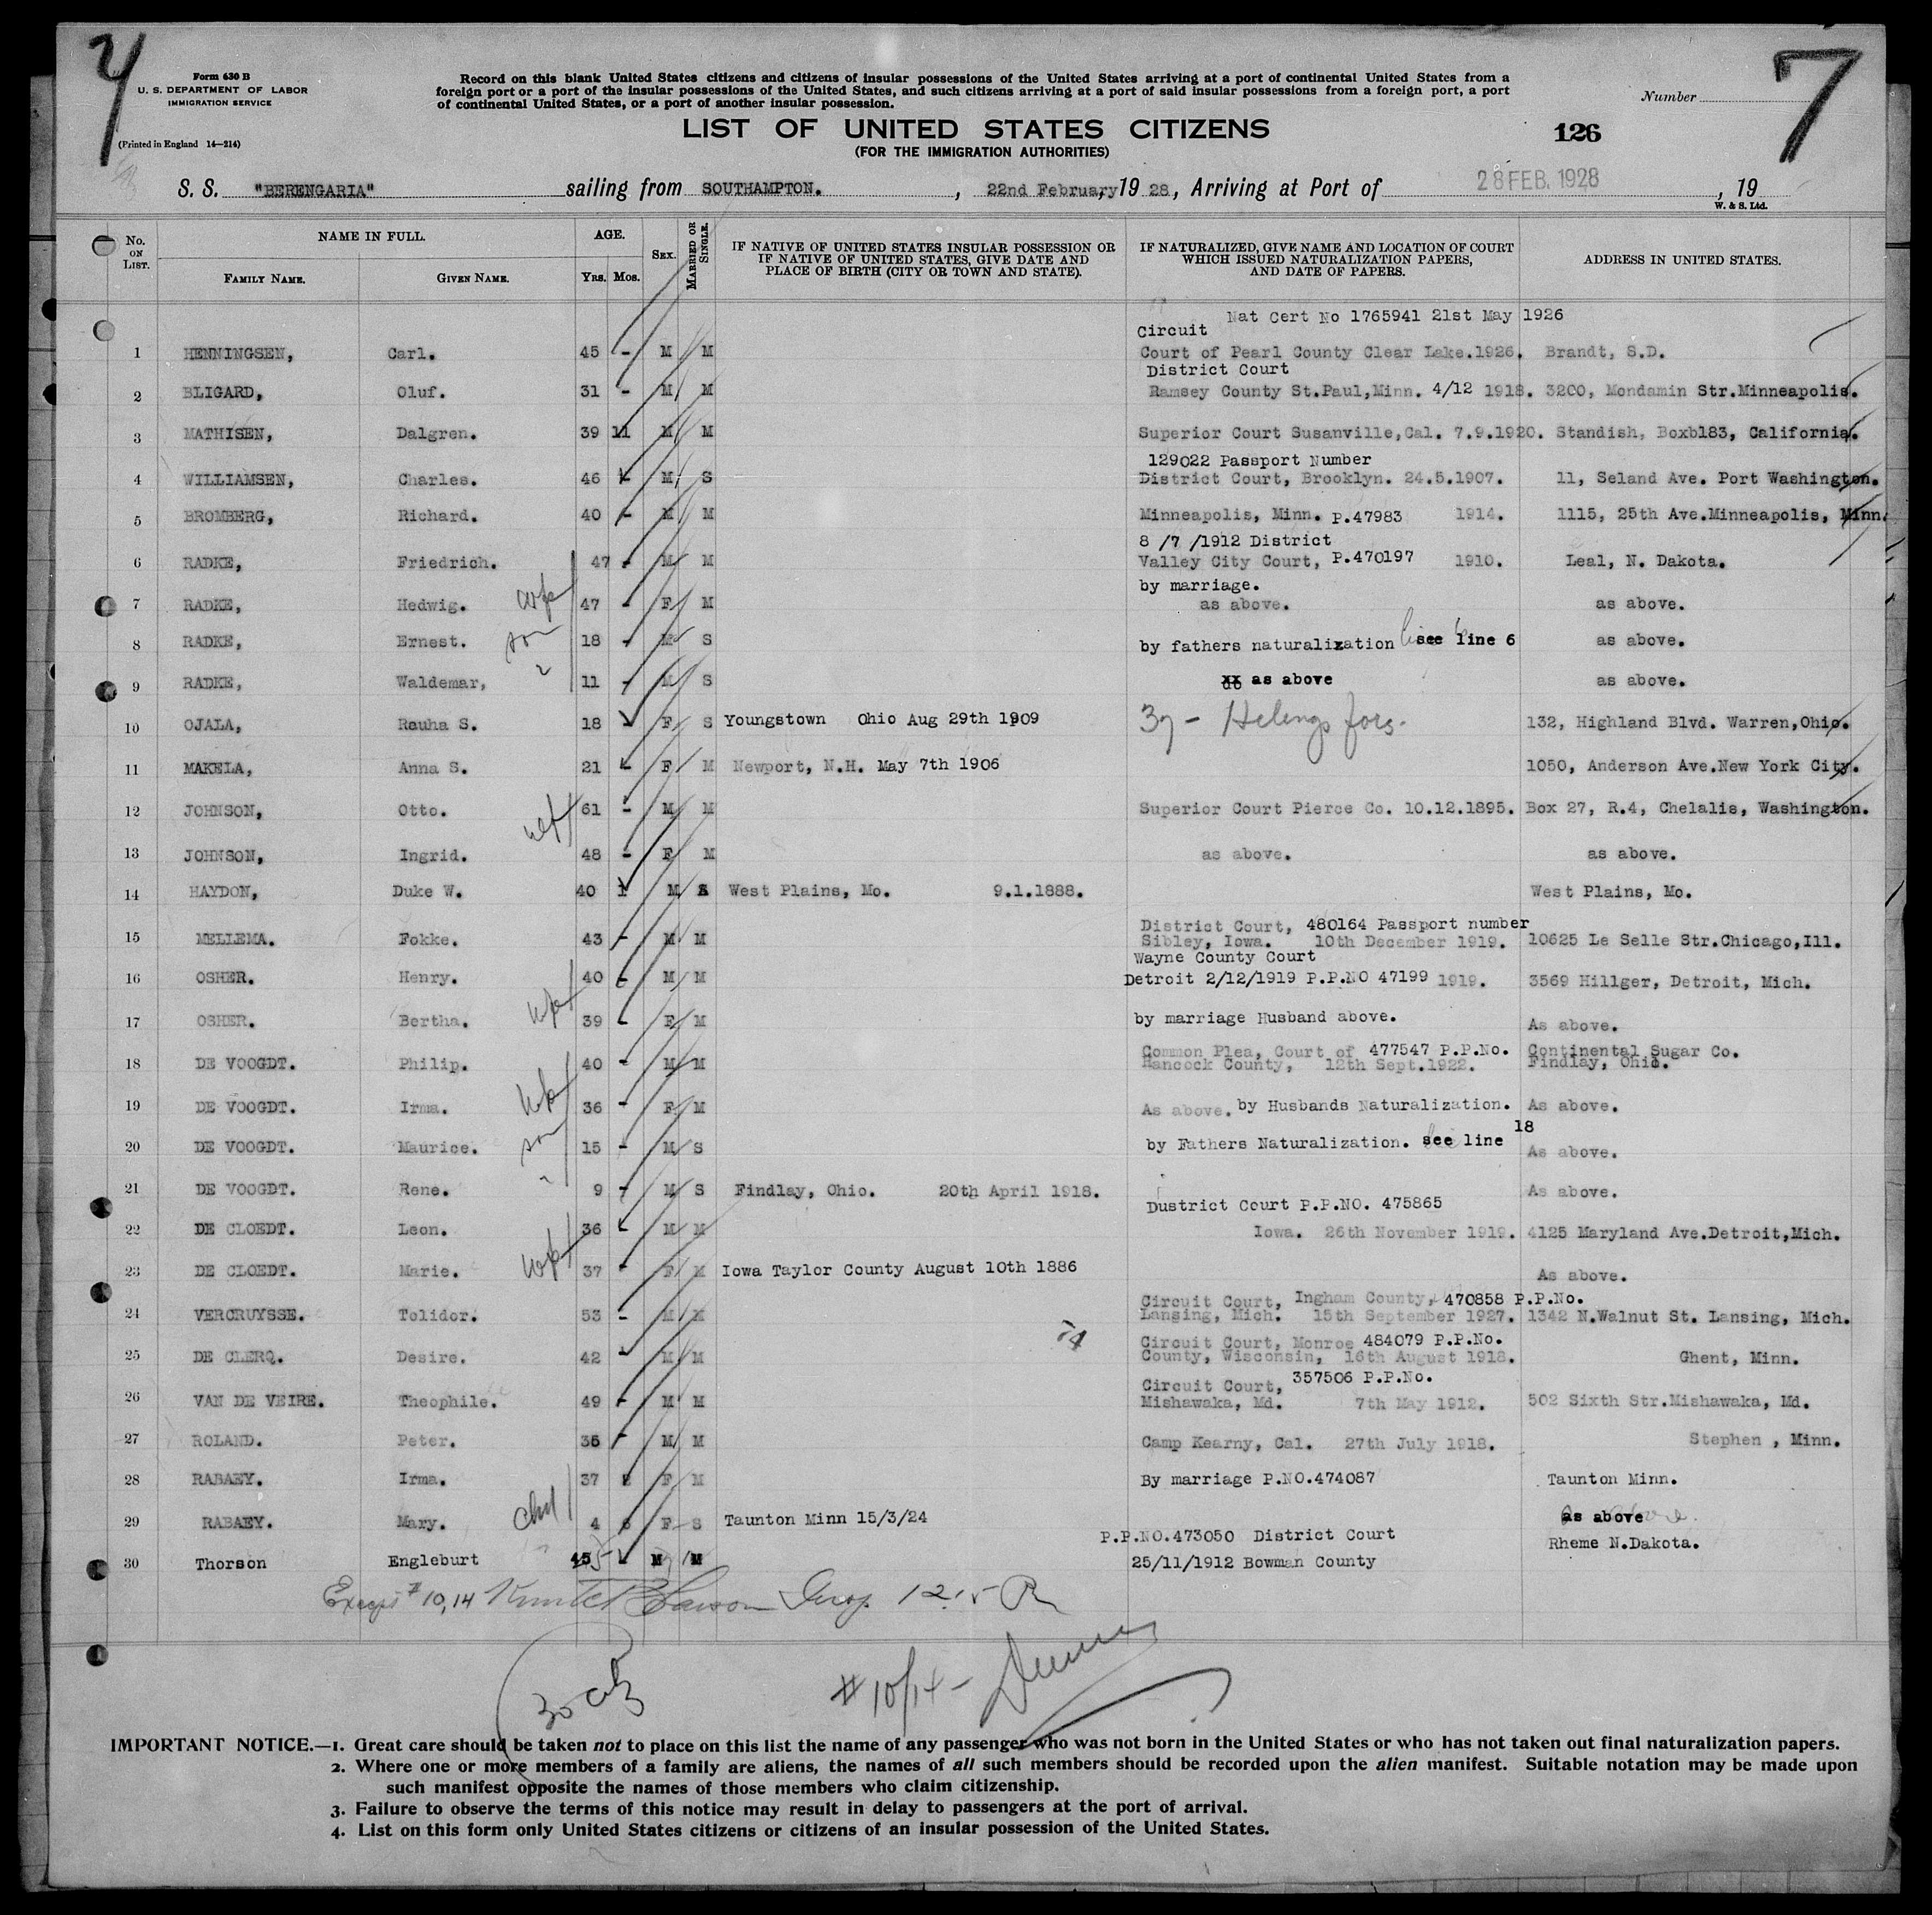 4
7
Form 630 B
U. S. DEPARTMENT OF LABOR
IMMIGRATION SERVICE
(Printed in England 14—214)
Record on this blank United States citizens and citizens of insular possessions of the United States arriving at a port of continental United States from a
foreign port or a port of the insular possessions of the United States, and such citizens arriving at a port of said insular possessions from a foreign port, a port
of continental United States, or a port of another insular possession.
Number
LIST OF UNITED STATES CITIZENS
(FOR THE IMMIGRATION AUTHORITIES)
126
S. S. "BERENGARIA" sailing from SOUTHAMPTON. , 22nd February, 19 28, Arriving at Port of 28 FEB. 1928 , 19
W. & S. Ltd.
No. ON LIST. NAME IN FULL. FAMILY NAME. GIVEN NAME. AGE. YRS. MOS. SEX. MARRIED OR SINGLE.
IF NATIVE OF UNITED STATES INSULAR POSSESSION OR IF NATIVE OF UNITED STATES, GIVE DATE AND PLACE OF BIRTH (CITY OR TOWN AND STATE).
IF NATURALIZED, GIVE NAME AND LOCATION OF COURT WHICH ISSUED NATURALIZATION PAPERS, AND DATE OF PAPERS.
ADDRESS IN UNITED STATES.
Nat Cert No 1765941 21st May 1926
Circuit
1 HENNINGSEN, Carl. 45 - M M Court of Pearl County Clear Lake.1926. Brandt, S.D.
District Court
2 BLIGARD, Oluf. 31 - M M Ramsey County St.Paul,Minn. 4/12 1918. 3200, Mondamin Str.Minneapolis.
3 MATHISEN, Dalgren. 39 11 M M Superior Court Susanville,Cal. 7.9.1920. Standish, Boxb183, California.
129022 Passport Number
4 WILLIAMSEN, Charles. 46 - M S District Court, Brooklyn. 24.5.1907. 11, Seland Ave. Port Washington.
5 BROMBERG, Richard. 40 - M M Minneapolis, Minn. P.47983 1914. 1115, 25th Ave.Minneapolis, Minn.
8 /7 /1912 District
6 RADKE, Friedrich. 47 - M M Valley City Court, P.470197 1910. Leal, N. Dakota.
by marriage.
7 RADKE, Hedwig. wife 47 - F M as above. as above.
8 RADKE, Ernest. son 18 - M S by fathers naturalization see line 6 as above.
9 RADKE, Waldemar, " 11 - M S as above as above.
10 OJALA, Rauha S. 18 - F S Youngstown Ohio Aug 29th 1909 132, Highland Blvd. Warren,Ohio.
11 MAKELA, Anna S. 21 - F M Newport, N.H. May 7th 1906 1050, Anderson Ave.New York City.
12 JOHNSON, Otto. 61 - M M Superior Court Pierce Co. 10.12.1895. Box 27, R.4, Chelalis, Washington.
wife
13 JOHNSON, Ingrid. 48 - F M as above. as above.
14 HAYDON, Duke W. 40 1 M S West Plains, Mo. 9.1.1888. West Plains, Mo.
District Court, 480164 Passport number
15 MELLEMA. Fokke. 43 - M M Sibley, Iowa. 10th December 1919. 10625 Le Selle Str.Chicago,Ill.
Wayne County Court
16 OSHER. Henry. 40 - M M Detroit 2/12/1919 P.P.NO 47199 1919. 3569 Hillger, Detroit, Mich.
17 OSHER. Bertha. wife 39 - F M by marriage Husband above. As above.
Common Plea, Court of 477547 P.P.No. Continental Sugar Co.
18 DE VOOGDT. Philip. 40 - M M Hancock County, 12th Sept.1922. Findlay, Ohio.
19 DE VOOGDT. Irma. wife 36 - F M As above. by Husbands Naturalization. As above.
20 DE VOOGDT. Maurice. son 15 - M S by Fathers Naturalization. see line 18 As above.
21 DE VOOGDT. Rene. " 9 - M S Findlay, Ohio. 20th April 1918. As above.
Dustrict Court P.P.NO. 475865
22 DE CLOEDT. Leon. 36 - M M Iowa. 26th November 1919. 4125 Maryland Ave.Detroit,Mich.
23 DE CLOEDT. Marie. wife 37 - F M Iowa Taylor County August 10th 1886 As above.
Circuit Court, Ingham County, 470858 P.P.No.
24 VERCRUYSSE. Tolidor. 53 - M M Lansing, Mich. 15th September 1927. 1342 N.Walnut St. Lansing, Mich.
Circuit Court, Monroe 484079 P.P.No.
25 DE CLERQ. Desire. 42 - M M County, Wisconsin, 16th August 1918. Ghent, Minn.
Circuit Court, 357506 P.P.No.
26 VAN DE VEIRE. Theophile. 49 - M M Mishawaka, Md. 7th May 1912. 502 Sixth Str.Mishawaka, Md.
27 ROLAND. Peter. 36 - M M Camp Kearny, Cal. 27th July 1918. Stephen , Minn.
28 RABAEY. Irma. 37 F M By marriage P.NO.474087 Taunton Minn.
29 RABAEY. Mary. chd 4 6 F S Taunton Minn 15/3/24 as above
P.P.NO.473050 District Court
30 Thorson Engleburt 45 M M 25/11/1912 Bowman County Rheme N.Dakota.
Except # 10, 14
# 10/14 -
IMPORTANT NOTICE.—1. Great care should be taken not to place on this list the name of any passenger who was not born in the United States or who has not taken out final naturalization papers.
2. Where one or more members of a family are aliens, the names of all such members should be recorded upon the alien manifest. Suitable notation may be made upon
such manifest opposite the names of those members who claim citizenship.
3. Failure to observe the terms of this notice may result in delay to passengers at the port of arrival.
4. List on this form only United States citizens or citizens of an insular possession of the United States.